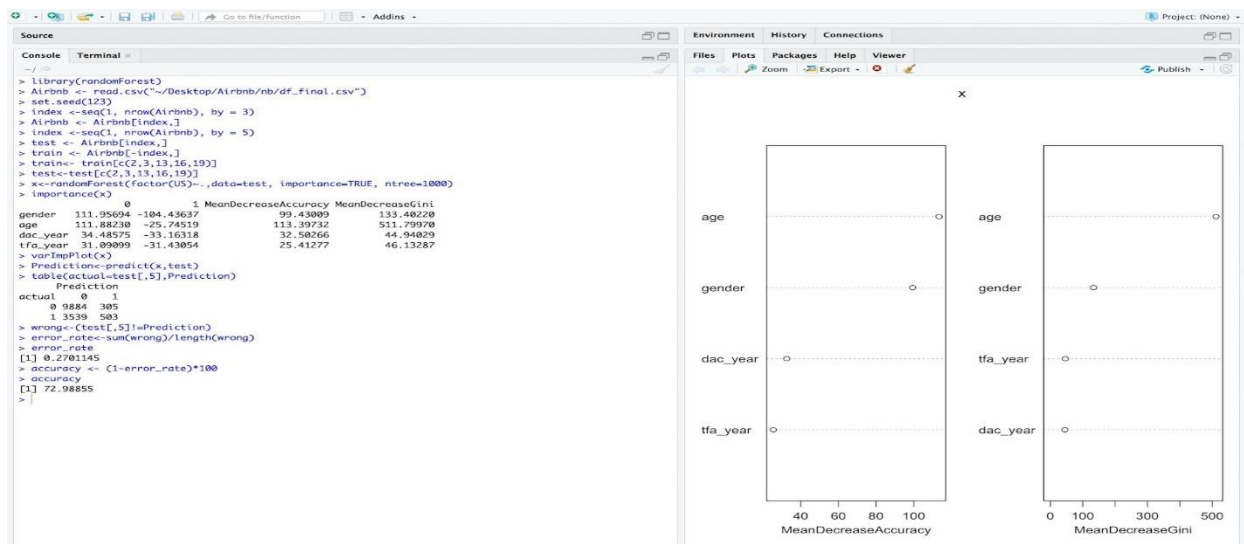 Go to file/function
Addins
Project: (None)
Source
Console Terminal
~/
> library(randomForest)
> Airbnb <- read.csv("~/Desktop/Airbnb/nb/df_final.csv")
> set.seed(123)
> index <-seq(1, nrow(Airbnb), by = 3)
> Airbnb <- Airbnb[index,]
> index <-seq(1, nrow(Airbnb), by = 5)
> test <- Airbnb[index,]
> train <- Airbnb[-index,]
> train<- train[c(2,3,13,16,19)]
> test<-test[c(2,3,13,16,19)]
> x<-randomForest(factor(US)~.,data=test, importance=TRUE, ntree=1000)
> importance(x)
0 1 MeanDecreaseAccuracy MeanDecreaseGini
gender 111.95694 -104.43637 99.43009 133.40220
age 111.88230 -25.74519 113.39732 511.79970
dac_year 34.48575 -33.16318 32.50266 44.94029
tfa_year 31.09099 -31.43054 25.41277 46.13287
> varImpPlot(x)
> Prediction<-predict(x,test)
> table(actual=test[,5],Prediction)
Prediction
actual 0 1
0 9884 305
1 3539 503
> wrong<-(test[,5]!=Prediction)
> error_rate<-sum(wrong)/length(wrong)
> error_rate
[1] 0.2701145
> accuracy <- (1-error_rate)*100
> accuracy
[1] 72.98855
>
Environment History Connections
Files Plots Packages Help Viewer
Zoom Export Publish
x
age
gender
dac_year
tfa_year
40 60 80 100
MeanDecreaseAccuracy
age
gender
tfa_year
dac_year
0 100 300 500
MeanDecreaseGini